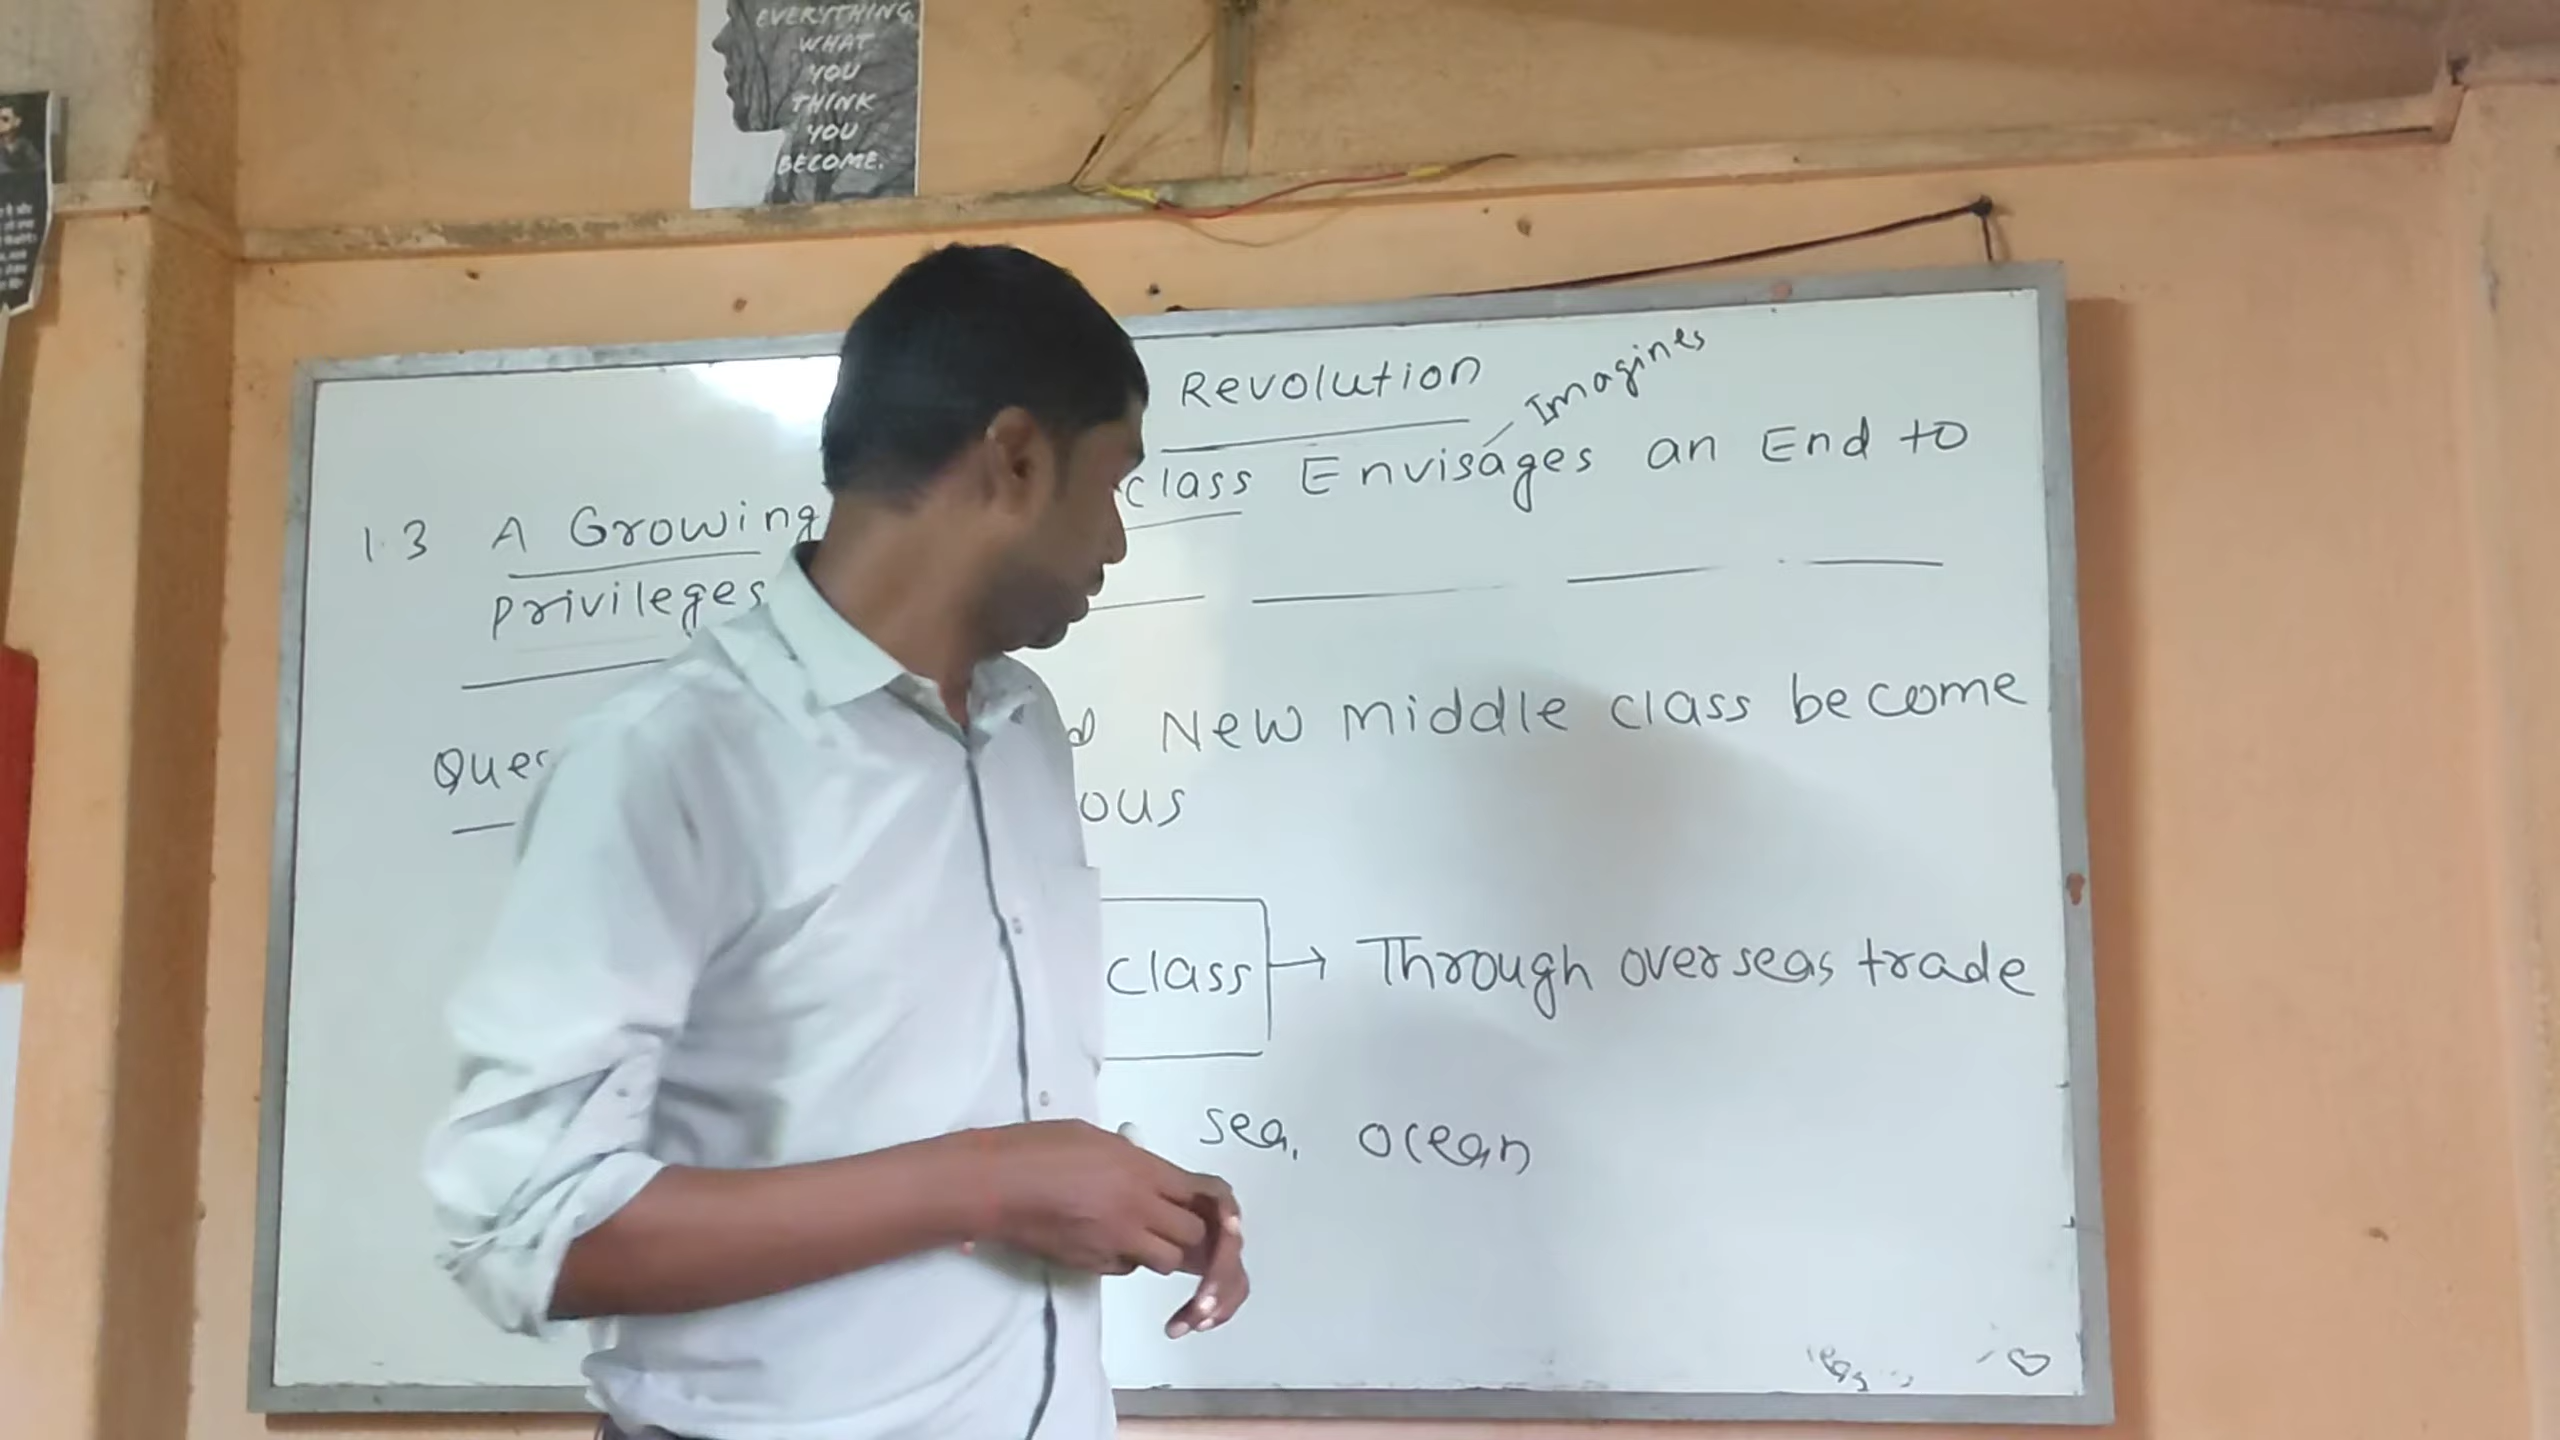 EVERYTHING
WHAT
YOU
THINK
YOU
BECOME.
Revolution
Imagines
1.3 A Growing class Envisages an End to
Privileges
New middle class become
ous
class → Through overseas trade
sea, ocean